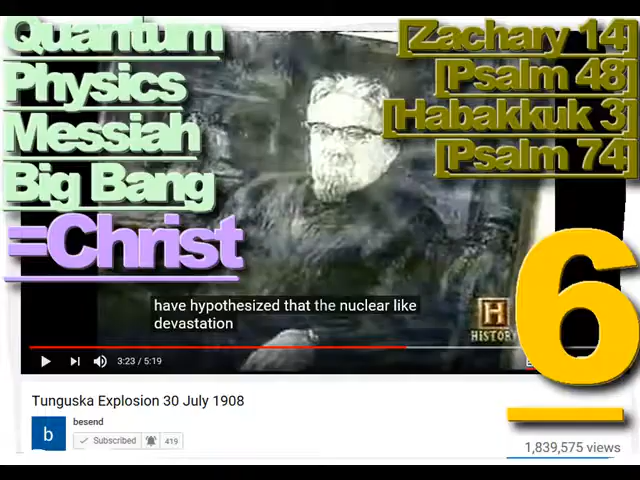 Quantum
Physics
Messiah
Big Bang
=Christ
[Zachary 14]
[Psalm 48]
[Habakkuk 3]
[Psalm 74]
6
have hypothesized that the nuclear like
devastation
H
HISTORY
3:23 / 5:19
Tunguska Explosion 30 July 1908
b
besend
Subscribed
419
1,839,575 views